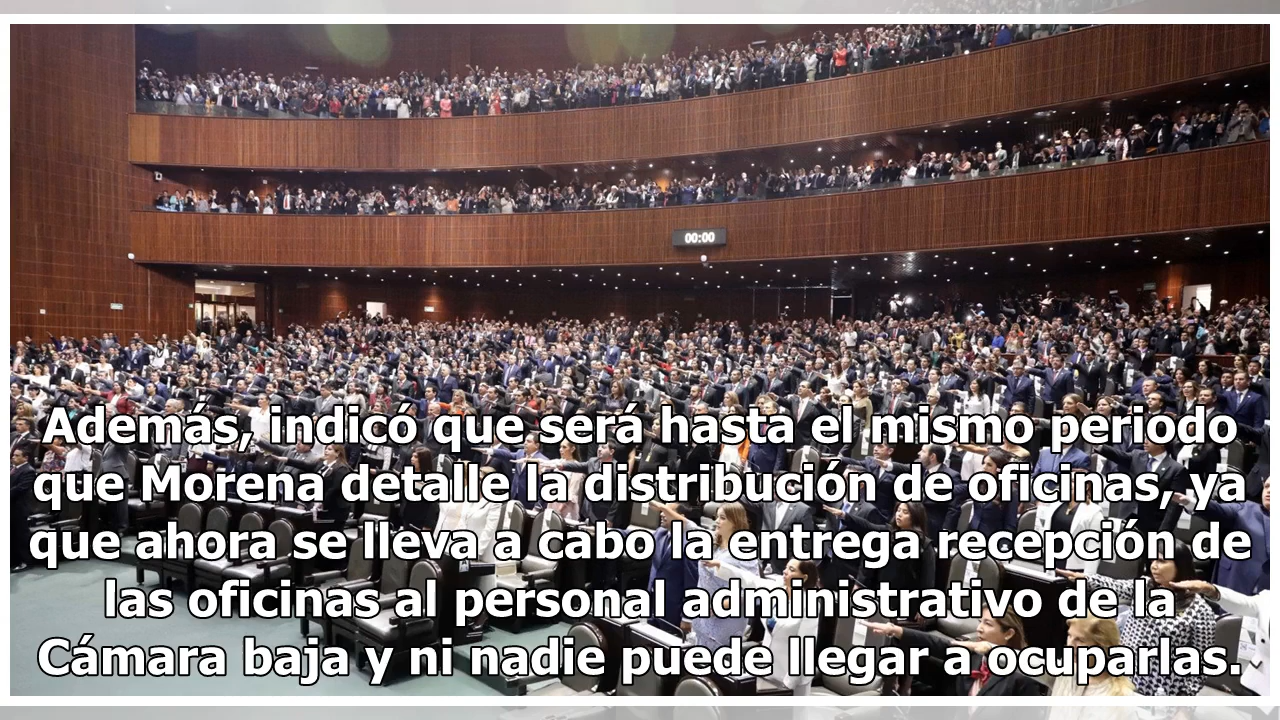 00:00
Además, indicó que será hasta el mismo periodo
que Morena detalle la distribución de oficinas, ya
que ahora se lleva a cabo la entrega recepción de
las oficinas al personal administrativo de la
Cámara baja y ni nadie puede llegar a ocuparlas.